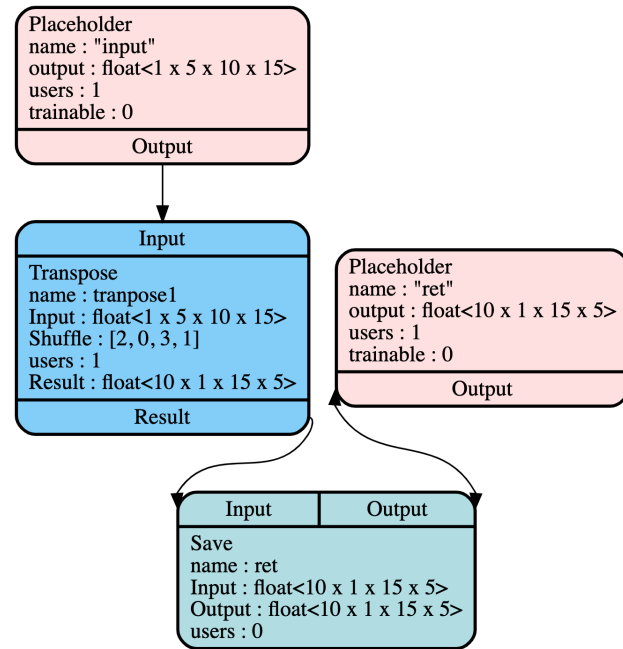 Placeholder
name : "input"
output : float<1 x 5 x 10 x 15>
users : 1
trainable : 0
Output
Input
Transpose
name : tranpose1
Input : float<1 x 5 x 10 x 15>
Shuffle : [2, 0, 3, 1]
users : 1
Result : float<10 x 1 x 15 x 5>
Result
Placeholder
name : "ret"
output : float<10 x 1 x 15 x 5>
users : 1
trainable : 0
Output
Input Output
Save
name : ret
Input : float<10 x 1 x 15 x 5>
Output : float<10 x 1 x 15 x 5>
users : 0